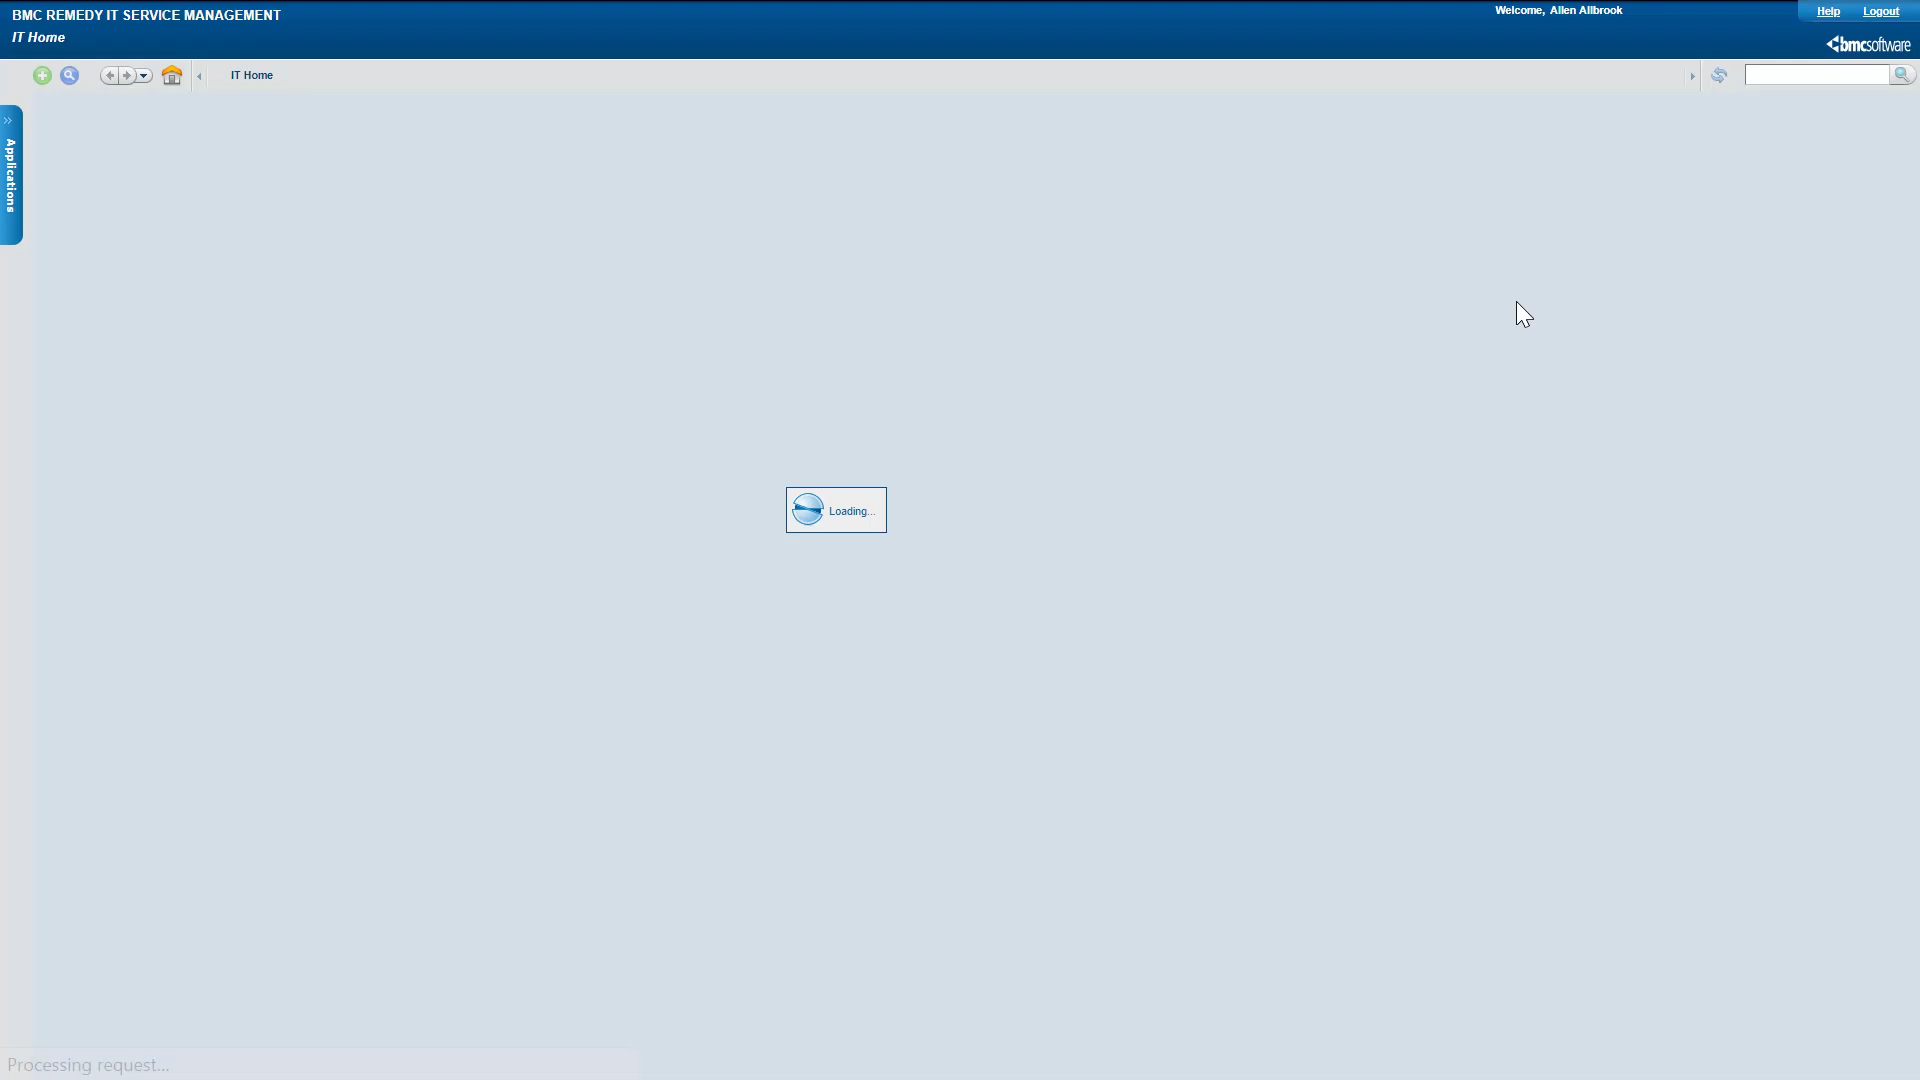 BMC REMEDY IT SERVICE MANAGEMENT
Welcome, Allen Allbrook
Help
Logout
IT Home
bmcsoftware
IT Home
Applications
Loading...
Processing request...